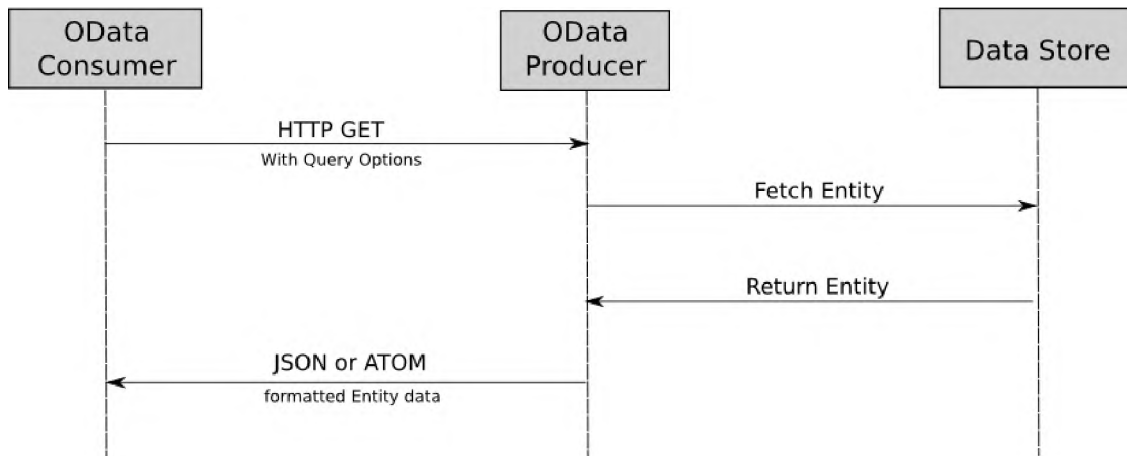 OData
Consumer
OData
Producer
Data Store
HTTP GET
With Query Options
Fetch Entity
Return Entity
JSON or ATOM
formatted Entity data